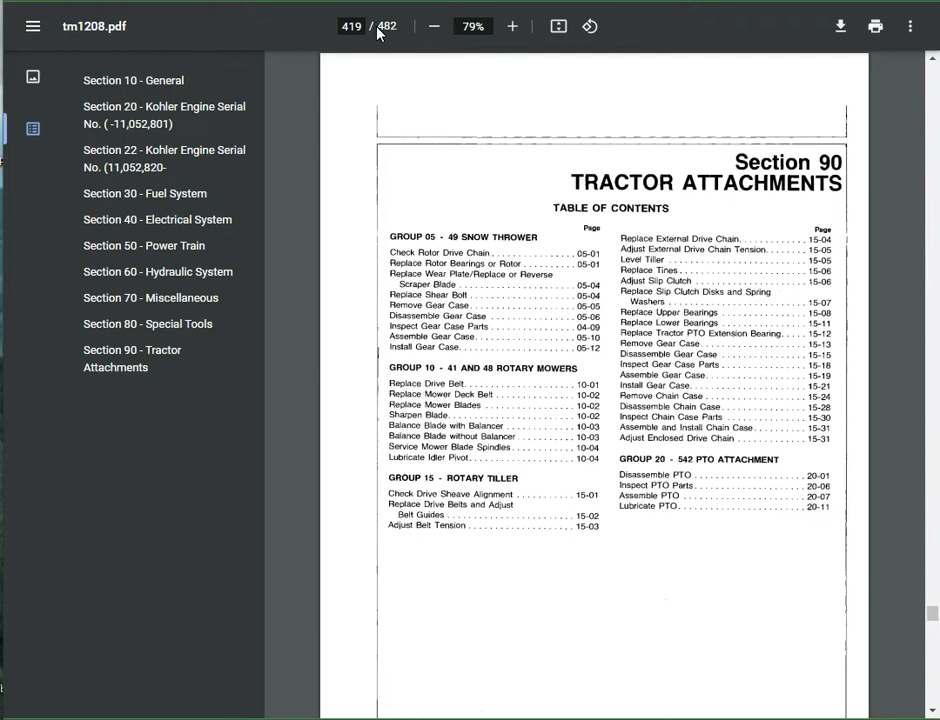 tm1208.pdf
419 / 482
79%
Section 10 - General
Section 20 - Kohler Engine Serial
No. ( -11,052,801)
Section 22 - Kohler Engine Serial
No. (11,052,820-
Section 30 - Fuel System
Section 40 - Electrical System
Section 50 - Power Train
Section 60 - Hydraulic System
Section 70 - Miscellaneous
Section 80 - Special Tools
Section 90 - Tractor
Attachments
Section 90
TRACTOR ATTACHMENTS
TABLE OF CONTENTS
Page
GROUP 05 - 49 SNOW THROWER
Check Rotor Drive Chain. . . . . . . . . . . . . . . . 05-01
Replace Rotor Bearings or Rotor . . . . . . . . . . 05-01
Replace Wear Plate/Replace or Reverse
Scraper Blade . . . . . . . . . . . . . . . . . . . . . . 05-04
Replace Shear Bolt . . . . . . . . . . . . . . . . . . . . 05-04
Remove Gear Case. . . . . . . . . . . . . . . . . . . . 05-05
Disassemble Gear Case . . . . . . . . . . . . . . . . 05-06
Inspect Gear Case Parts . . . . . . . . . . . . . . . . 04-09
Assemble Gear Case. . . . . . . . . . . . . . . . . . . 05-10
Install Gear Case. . . . . . . . . . . . . . . . . . . . . . 05-12
GROUP 10 - 41 AND 48 ROTARY MOWERS
Replace Drive Belt. . . . . . . . . . . . . . . . . . . . . 10-01
Replace Mower Deck Belt . . . . . . . . . . . . . . . 10-02
Replace Mower Blades . . . . . . . . . . . . . . . . . 10-02
Sharpen Blade. . . . . . . . . . . . . . . . . . . . . . . . 10-02
Balance Blade with Balancer . . . . . . . . . . . . . 10-03
Balance Blade without Balancer . . . . . . . . . . . 10-03
Service Mower Blade Spindles. . . . . . . . . . . . 10-04
Lubricate Idler Pivot. . . . . . . . . . . . . . . . . . . . 10-04
GROUP 15 - ROTARY TILLER
Check Drive Sheave Alignment . . . . . . . . . . . 15-01
Replace Drive Belts and Adjust
Belt Guides . . . . . . . . . . . . . . . . . . . . . . . . 15-02
Adjust Belt Tension . . . . . . . . . . . . . . . . . . . . 15-03
Page
Replace External Drive Chain. . . . . . . . . . . . . 15-04
Adjust External Drive Chain Tension. . . . . . . . 15-05
Level Tiller . . . . . . . . . . . . . . . . . . . . . . . . . . 15-05
Replace Tines . . . . . . . . . . . . . . . . . . . . . . . . 15-06
Adjust Slip Clutch . . . . . . . . . . . . . . . . . . . . . 15-06
Replace Slip Clutch Disks and Spring
Washers . . . . . . . . . . . . . . . . . . . . . . . . . . 15-07
Replace Upper Bearings . . . . . . . . . . . . . . . . 15-08
Replace Lower Bearings . . . . . . . . . . . . . . . . 15-11
Replace Tractor PTO Extension Bearing. . . . . 15-12
Remove Gear Case. . . . . . . . . . . . . . . . . . . . 15-13
Disassemble Gear Case . . . . . . . . . . . . . . . . 15-15
Inspect Gear Case Parts . . . . . . . . . . . . . . . . 15-18
Assemble Gear Case. . . . . . . . . . . . . . . . . . . 15-19
Install Gear Case. . . . . . . . . . . . . . . . . . . . . . 15-21
Remove Chain Case . . . . . . . . . . . . . . . . . . . 15-24
Disassemble Chain Case. . . . . . . . . . . . . . . . 15-28
Inspect Chain Case Parts . . . . . . . . . . . . . . . 15-30
Assemble and Install Chain Case. . . . . . . . . . 15-31
Adjust Enclosed Drive Chain . . . . . . . . . . . . . 15-31
GROUP 20 - 542 PTO ATTACHMENT
Disassemble PTO . . . . . . . . . . . . . . . . . . . . . 20-01
Inspect PTO Parts. . . . . . . . . . . . . . . . . . . . . 20-06
Assemble PTO . . . . . . . . . . . . . . . . . . . . . . . 20-07
Lubricate PTO. . . . . . . . . . . . . . . . . . . . . . . . 20-11